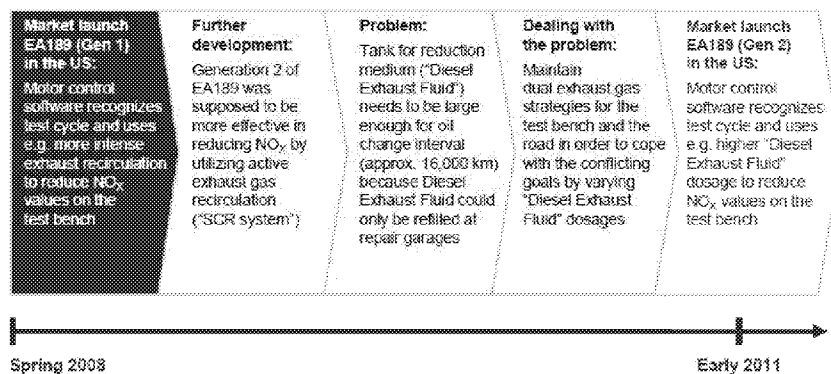 Market launch
EA189 (Gen 1)
in the US:
Motor control
software recognizes
test cycle and uses
e.g. more intense
exhaust recirculation
to reduce NOX
values on the
test bench
Further
development:
Generation 2 of
EA189 was
supposed to be
more effective in
reducing NOX by
utilizing active
exhaust gas
recirculation
("SCR system")
Problem:
Tank for reduction
medium ("Diesel
Exhaust Fluid")
needs to be large
enough for oil
change interval
(approx. 16,000 km)
because Diesel
Exhaust Fluid could
only be refilled at
repair garages
Dealing with
the problem:
Maintain
dual exhaust gas
strategies for the
test bench and the
road in order to cope
with the conflicting
goals by varying
"Diesel Exhaust
Fluid" dosages
Market launch
EA189 (Gen 2)
in the US:
Motor control
software recognizes
test cycle and uses
e.g. higher "Diesel
Exhaust Fluid"
dosage to reduce
NOX values on the
test bench
Spring 2008
Early 2011